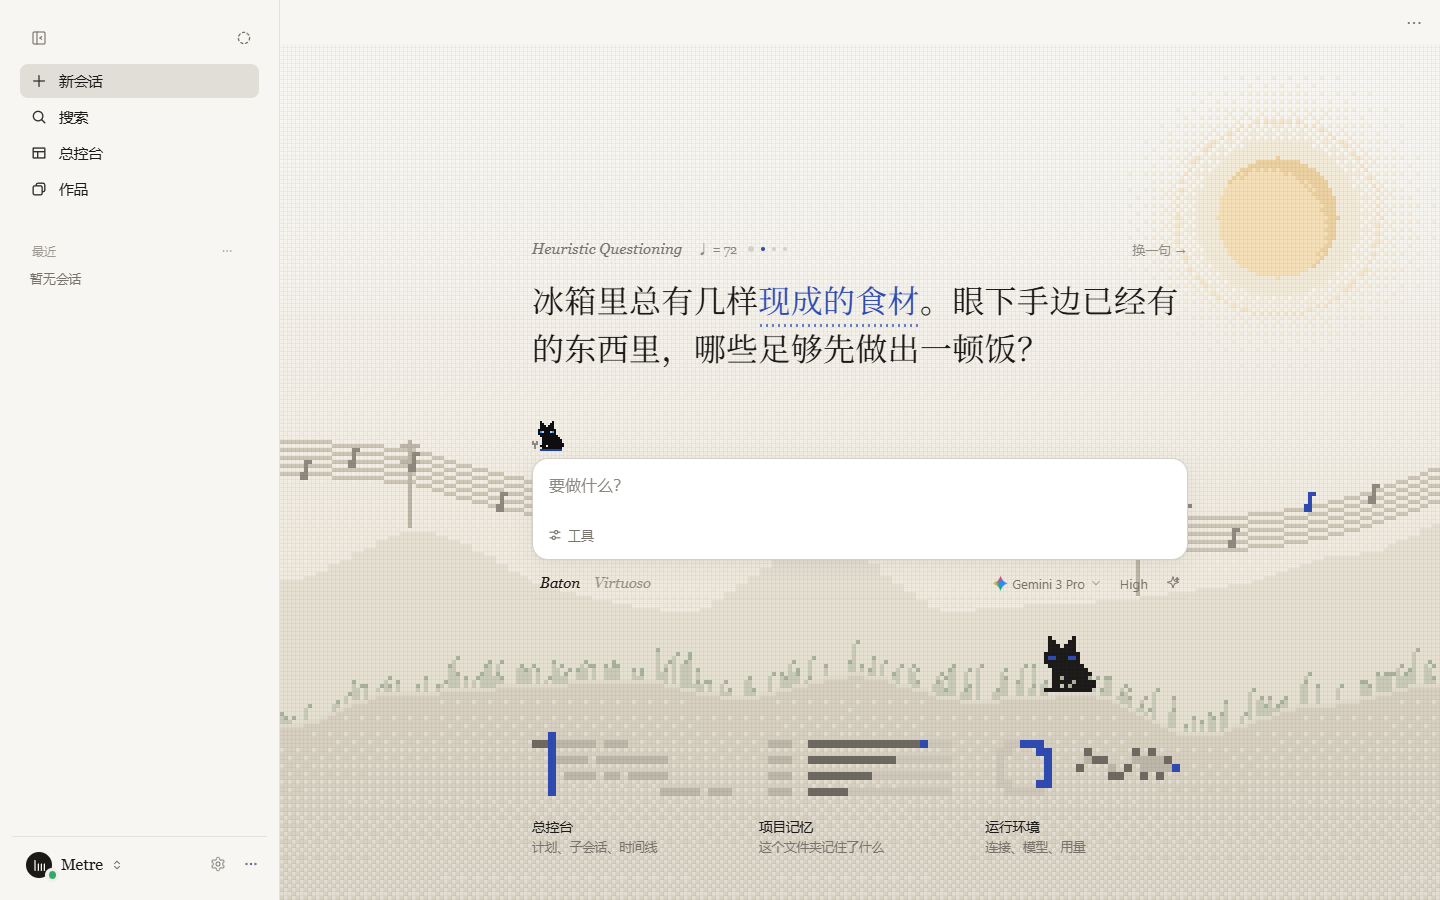 新会话
搜索
总控台
作品
最近
暂无会话
Metre
Heuristic Questioning ♩ = 72
换一句 →
冰箱里总有几样现成的食材。眼下手边已经有
的东西里，哪些足够先做出一顿饭？
要做什么？
工具
Baton Virtuoso
Gemini 3 Pro High
总控台
计划、子会话、时间线
项目记忆
这个文件夹记住了什么
运行环境
连接、模型、用量